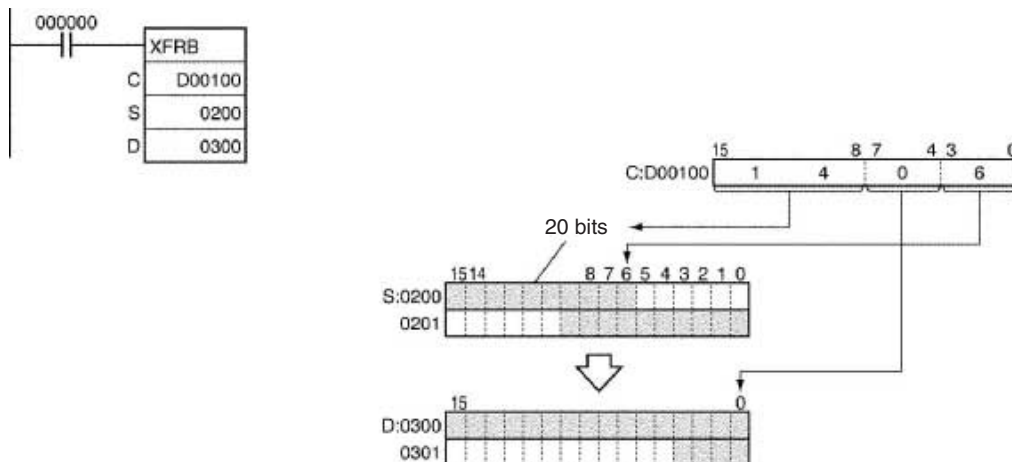 000000
XFRB
C D00100
S 0200
D 0300
15 8 7 4 3 0
C:D00100 1 4 0 6
20 bits
15 14 8 7 6 5 4 3 2 1 0
S:0200
0201
15 0
D:0300
0301